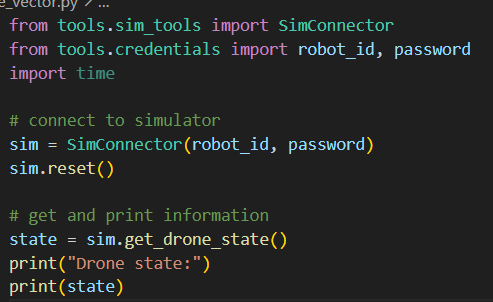 e_vector.py > ...
from tools.sim_tools import SimConnector
from tools.credentials import robot_id, password
import time
# connect to simulator
sim = SimConnector(robot_id, password)
sim.reset()
# get and print information
state = sim.get_drone_state()
print("Drone state:")
print(state)